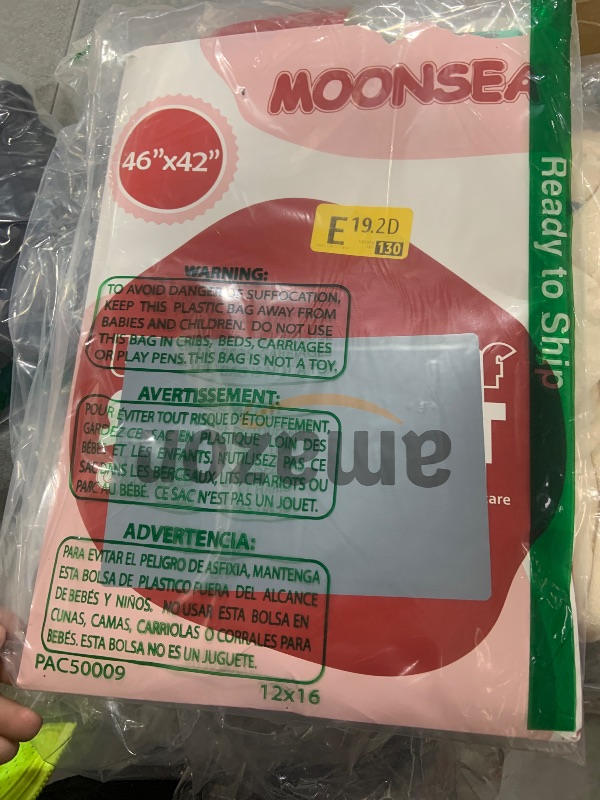 MOONSEA
46"x42"
Ready to Ship
E 19.2D
130
WARNING:
TO AVOID DANGER OF SUFFOCATION,
KEEP THIS PLASTIC BAG AWAY FROM
BABIES AND CHILDREN. DO NOT USE
THIS BAG IN CRIBS, BEDS, CARRIAGES
OR PLAY PENS. THIS BAG IS NOT A TOY.
AVERTISSEMENT:
POUR ÉVITER TOUT RISQUE D'ÉTOUFFEMENT,
GARDEZ CE SAC EN PLASTIQUE LOIN DES
BÉBÉS ET LES ENFANTS. N'UTILISEZ PAS CE
SAC DANS LES BERCEAUX, LITS, CHARIOTS OU
PARC AU BÉBÉ. CE SAC N'EST PAS UN JOUET.
amazon
care
ADVERTENCIA:
PARA EVITAR EL PELIGRO DE ASFIXIA, MANTENGA
ESTA BOLSA DE PLASTICO FUERA DEL ALCANCE
DE BEBÉS Y NIÑOS. NO USAR ESTA BOLSA EN
CUNAS, CAMAS, CARRIOLAS O CORRALES PARA
BEBÉS. ESTA BOLSA NO ES UN JUGUETE.
PAC50009
12x16